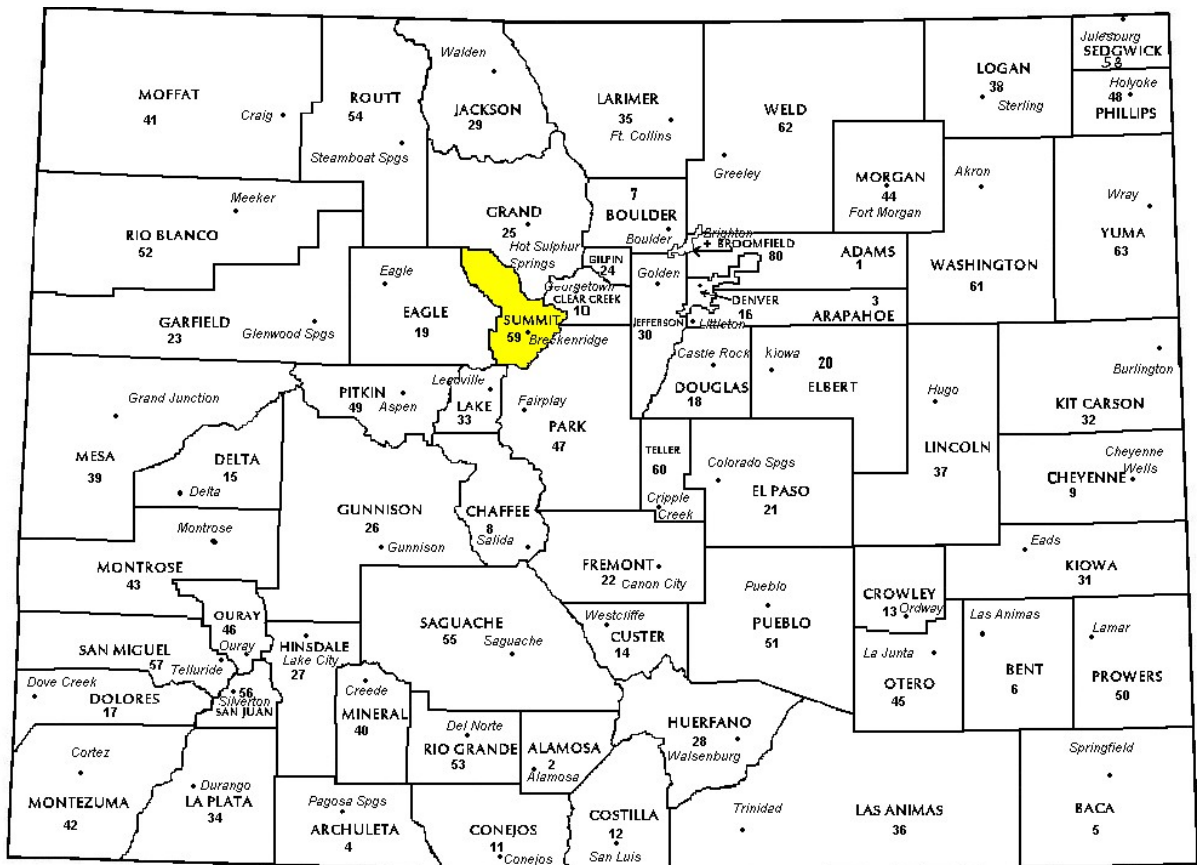 Walden
Julesburg
SEDGWICK
58
LOGAN
38
Sterling
Holyoke
48
PHILLIPS
MOFFAT
41
Craig
ROUTT
54
Steamboat Spgs
JACKSON
29
LARIMER
35
Ft. Collins
WELD
62
Greeley
MORGAN
44
Fort Morgan
Akron
WASHINGTON
61
Wray
YUMA
63
Meeker
RIO BLANCO
52
GRAND
25
Hot Sulphur
Springs
7
BOULDER
Boulder
Brighton
+ BROOMFIELD
80
ADAMS
1
GILPIN
24
Golden
Georgetown
CLEAR CREEK
10
DENVER
16
3
ARAPAHOE
Littleton
JEFFERSON
30
Eagle
EAGLE
19
SUMMIT
59
Breckenridge
GARFIELD
23
Glenwood Spgs
Castle Rock
DOUGLAS
18
kiowa
20
ELBERT
Hugo
LINCOLN
37
Burlington
KIT CARSON
32
Grand Junction
MESA
39
PITKIN
49
Aspen
Leedville
LAKE
33
Fairplay
PARK
47
TELLER
60
Cripple
Creek
Colorado Spgs
EL PASO
21
Cheyenne
Wells
CHEYENNE
9
DELTA
15
Delta
GUNNISON
26
Gunnison
CHAFFEE
8
Salida
Montrose
MONTROSE
43
FREMONT
22
Canon City
Pueblo
PUEBLO
51
CROWLEY
13
Ordway
Eads
KIOWA
31
OURAY
46
Ouray
SAN MIGUEL
57
Telluride
HINSDALE
Lake City
27
SAGUACHE
55
Saguache
Westcliffe
CUSTER
14
La Junta
OTERO
45
Las Animas
BENT
6
Lamar
PROWERS
50
Dove Creek
DOLORES
17
56
Silverton
SAN JUAN
Creede
MINERAL
40
Del Norte
RIO GRANDE
53
ALAMOSA
2
Alamosa
HUERFANO
28
Walsenburg
Cortez
MONTEZUMA
42
Durango
LA PLATA
34
Pagosa Spgs
ARCHULETA
4
CONEJOS
11
Conejos
COSTILLA
12
San Luis
Trinidad
LAS ANIMAS
36
Springfield
BACA
5